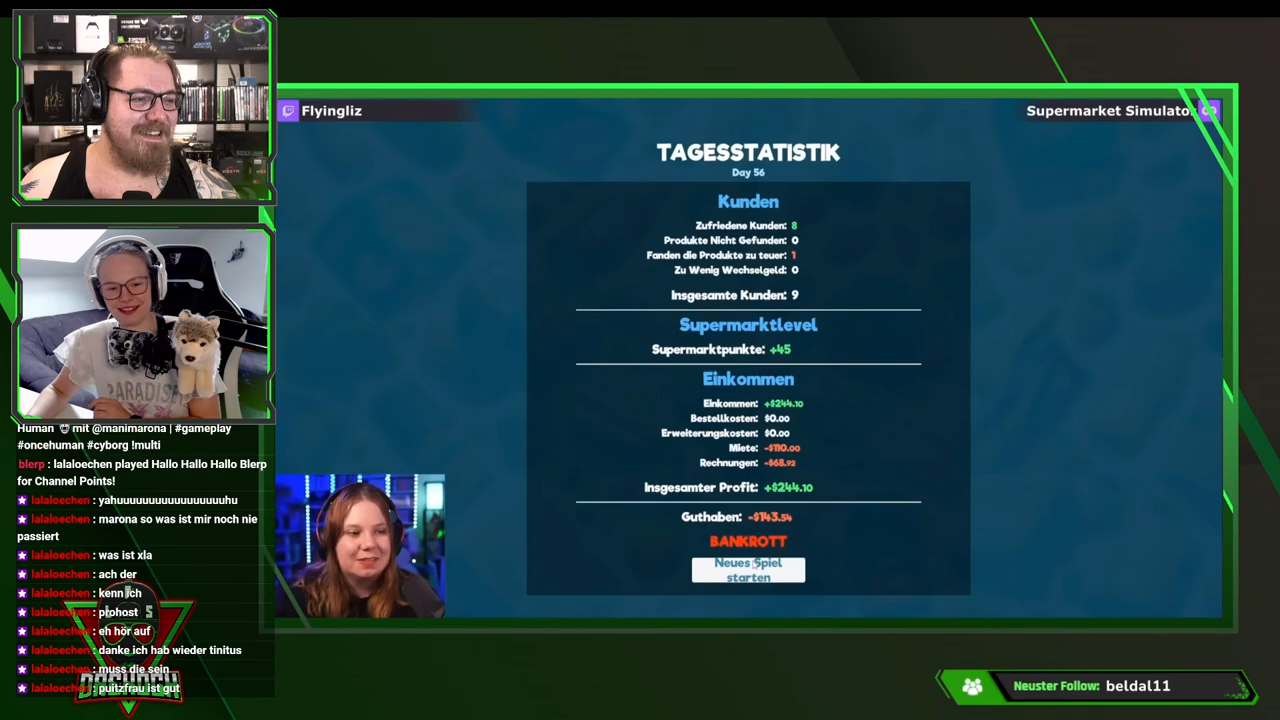 Flyingliz
Supermarket Simulator
TAGESSTATISTIK
Day 56
Kunden
Zufriedene Kunden: 8
Produkte Nicht Gefunden: 0
Fanden die Produkte zu teuer: 1
Zu Wenig Wechselgeld: 0
Insgesamte Kunden: 9
Supermarktlevel
Supermarktpunkte: +45
Einkommen
Einkommen: +$244.10
Bestellkosten: $0.00
Erweiterungskosten: $0.00
Miete: -$110.00
Rechnungen: -$68.92
Insgesamter Profit: +$244.10
Guthaben: -$143.54
BANKROTT
Neues Spiel
starten
PARADIS
Human 💀 mit @manimarona | #gameplay
#oncehuman #cyborg !multi
blerp : lalaloechen played Hallo Hallo Hallo Blerp
for Channel Points!
lalaloechen : yahuuuuuuuuuuuuuuuuuhu
lalaloechen : marona so was ist mir noch nie
passiert
lalaloechen : was ist xla
lalaloechen : ach der
lalaloechen : kenn ich
lalaloechen : prohost
lalaloechen : eh hör auf
lalaloechen : danke ich hab wieder tinitus
lalaloechen : muss die sein
lalaloechen : puitzfrau ist gut
Neuster Follow: beldal11